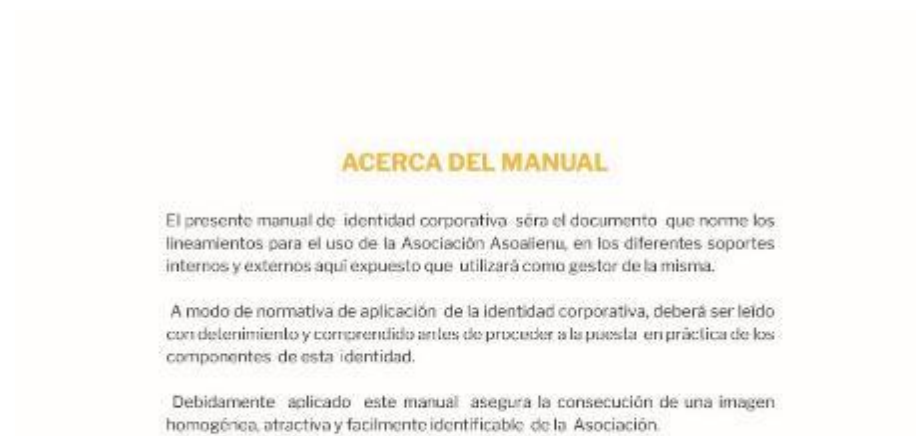 ACERCA DEL MANUAL
El presente manual de identidad corporativa séra el documento que norme los
lineamientos para el uso de la Asociación Asoalienu, en los diferentes soportes
internos y externos aquí expuesto que utilizará como gestor de la misma.
A modo de normativa de aplicación de la identidad corporativa, deberá ser leído
con detenimiento y comprendido antes de proceder a la puesta en práctica de los
componentes de esta identidad.
Debidamente aplicado este manual asegura la consecución de una imagen
homogénea, atractiva y facilmente identificable de la Asociación.